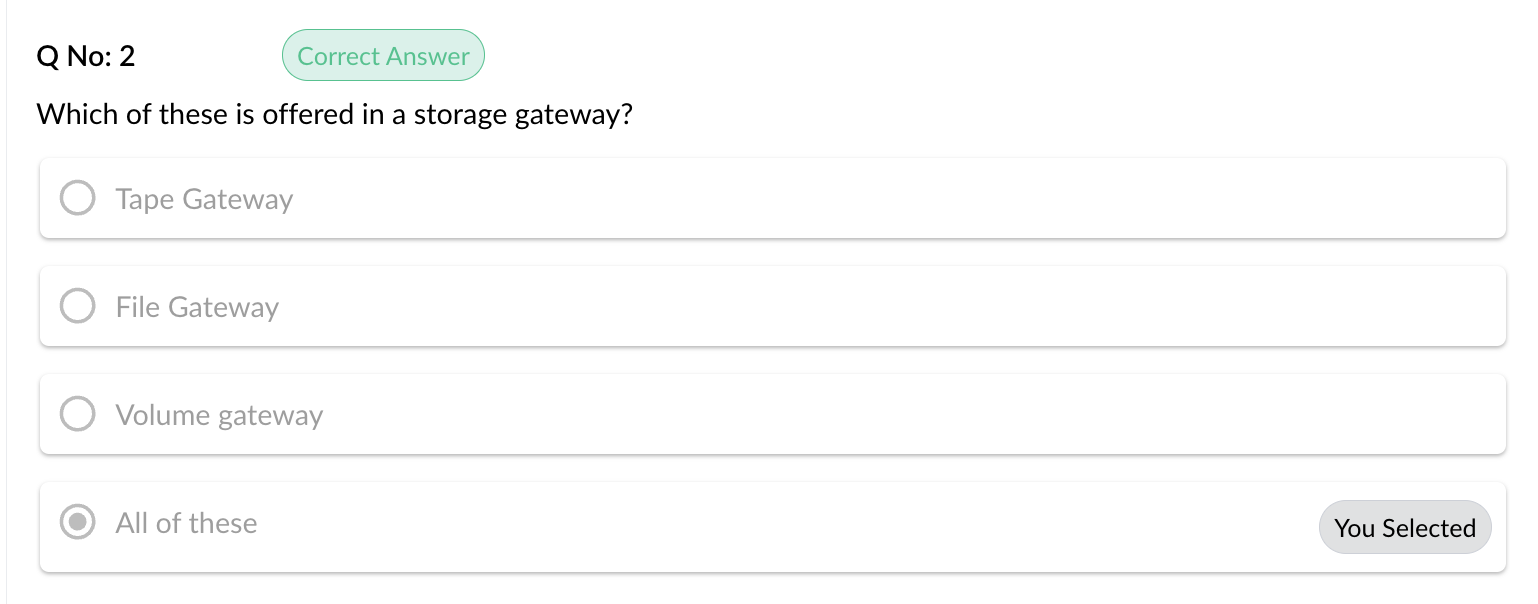 Q No: 2 Correct Answer
Which of these is offered in a storage gateway?
Tape Gateway
File Gateway
Volume gateway
All of these You Selected